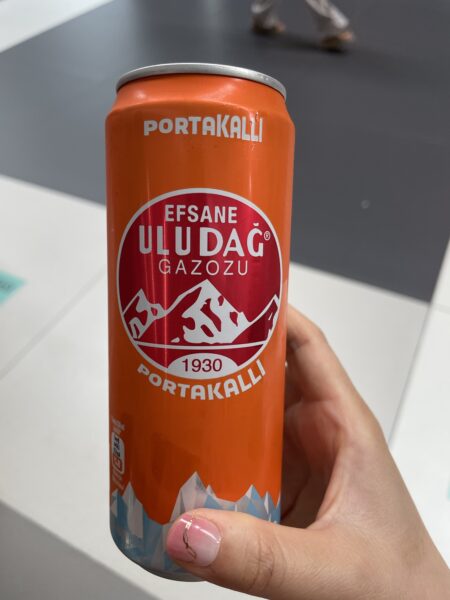 PORTAKALLI
EFSANE
ULUDAĞ®
GAZOZU
1930
PORTAKALLI